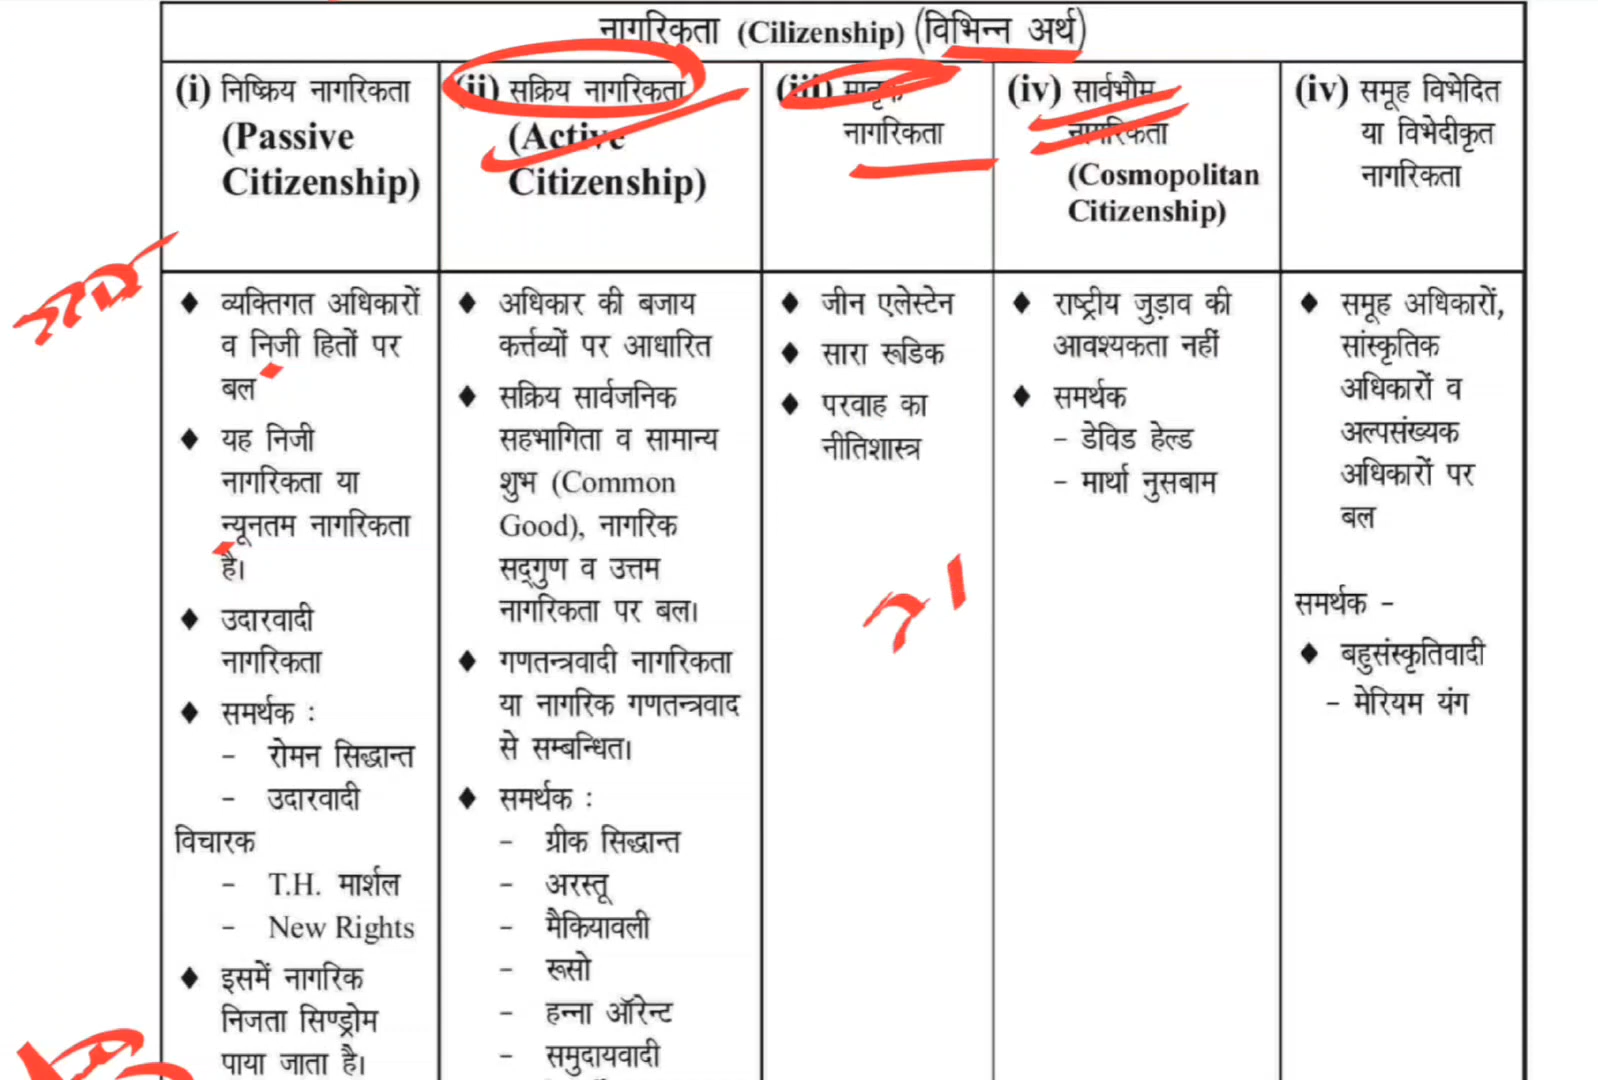 नागरिकता (Cilizenship) (विभिन्न अर्थ)
(i) निष्क्रिय नागरिकता
(Passive
Citizenship)
(ii) सक्रिय नागरिकता
(Active
Citizenship)
(iii) मातृक
नागरिकता
(iv) सार्वभौम
नागरिकता
(Cosmopolitan
Citizenship)
(iv) समूह विभेदित
या विभेदीकृत
नागरिकता
♦ व्यक्तिगत अधिकारों
व निजी हितों पर
बल
♦ यह निजी
नागरिकता या
न्यूनतम नागरिकता
है।
♦ उदारवादी
नागरिकता
♦ समर्थक :
- रोमन सिद्धान्त
- उदारवादी
विचारक
- T.H. मार्शल
- New Rights
♦ इसमें नागरिक
निजता सिण्ड्रोम
पाया जाता है।
♦ अधिकार की बजाय
कर्त्तव्यों पर आधारित
♦ सक्रिय सार्वजनिक
सहभागिता व सामान्य
शुभ (Common
Good), नागरिक
सद्‌गुण व उत्तम
नागरिकता पर बल।
♦ गणतन्त्रवादी नागरिकता
या नागरिक गणतन्त्रवाद
से सम्बन्धित।
♦ समर्थक :
- ग्रीक सिद्धान्त
- अरस्तू
- मैकियावली
- रूसो
- हन्ना ऑरेन्ट
- समुदायवादी
♦ जीन एलेस्टेन
♦ सारा रूडिक
♦ परवाह का
नीतिशास्त्र
♦ राष्ट्रीय जुड़ाव की
आवश्यकता नहीं
♦ समर्थक
- डेविड हेल्ड
- मार्था नुसबाम
♦ समूह अधिकारों,
सांस्कृतिक
अधिकारों व
अल्पसंख्यक
अधिकारों पर
बल
समर्थक -
♦ बहुसंस्कृतिवादी
- मेरियम यंग